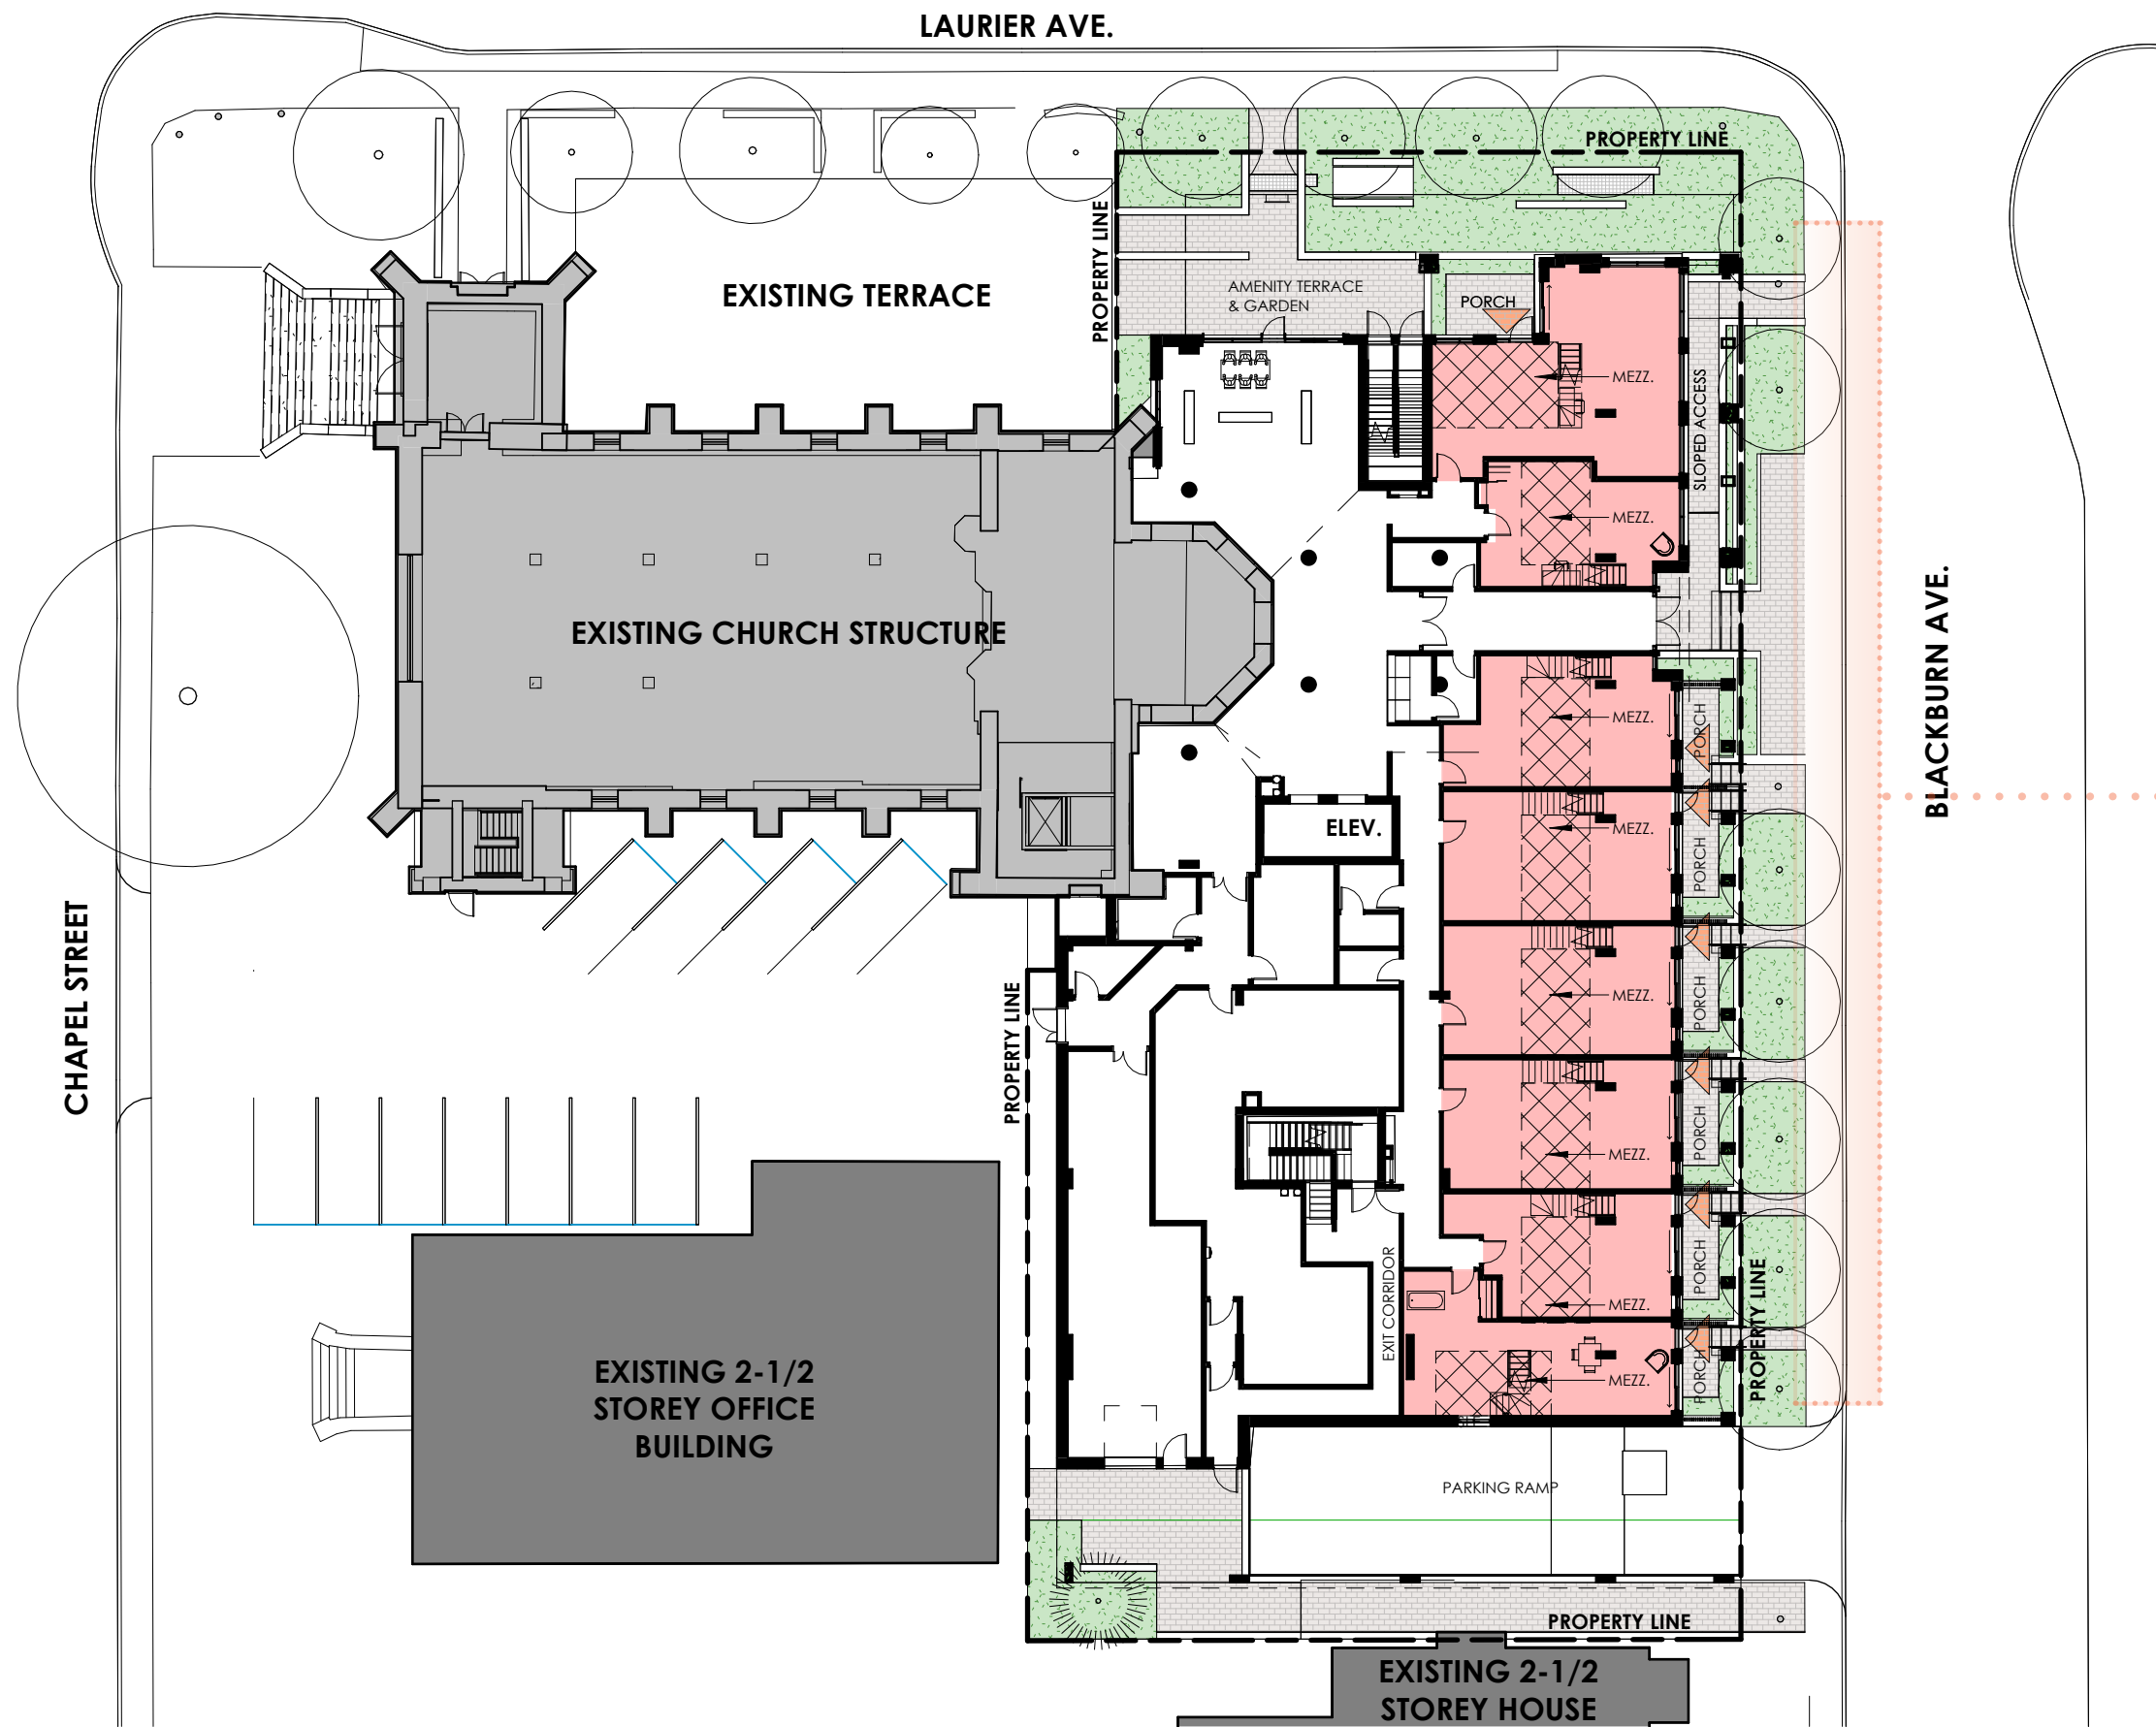 LAURIER AVE.
PROPERTY LINE
PROPERTY LINE
EXISTING TERRACE
AMENITY TERRACE
& GARDEN
PORCH
MEZZ.
SLOPED ACCESS
MEZZ.
EXISTING CHURCH STRUCTURE
BLACKBURN AVE.
MEZZ.
PORCH
ELEV.
MEZZ.
PORCH
CHAPEL STREET
PROPERTY LINE
MEZZ.
PORCH
MEZZ.
PORCH
EXIT CORRIDOR
MEZZ.
PORCH
PROPERTY LINE
MEZZ.
PORCH
EXISTING 2-1/2
STOREY OFFICE
BUILDING
PARKING RAMP
PROPERTY LINE
EXISTING 2-1/2
STOREY HOUSE